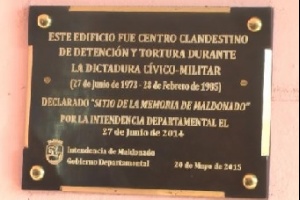 ESTE EDIFICIO FUE CENTRO CLANDESTINO
DE DETENCIÓN Y TORTURA DURANTE
LA DICTADURA CÍVICO-MILITAR
(27 de junio de 1973 - 28 de Febrero de 1985)
DECLARADO "SITIO DE LA MEMORIA DE MALDONADO"
POR LA INTENDENCIA DEPARTAMENTAL EL
27 de Junio de 2014
Intendencia de Maldonado
Gobierno Departamental
20 de Mayo de 2015